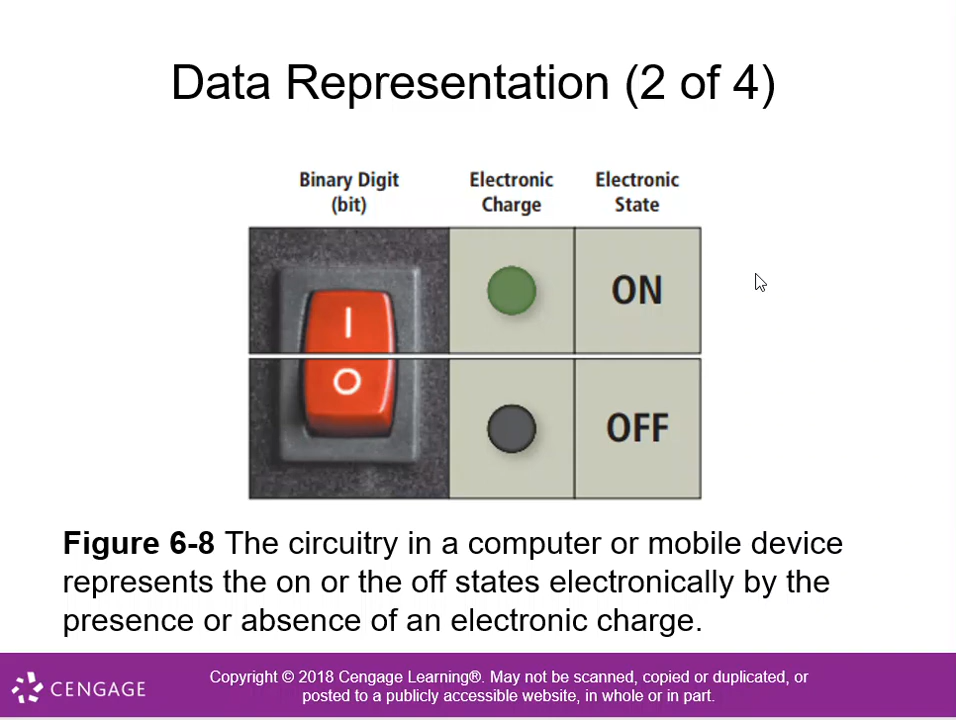 Data Representation (2 of 4)
Binary Digit
(bit)
Electronic
Charge
Electronic
State
I
ON
O
OFF
Figure 6-8 The circuitry in a computer or mobile device
represents the on or the off states electronically by the
presence or absence of an electronic charge.
CENGAGE
Copyright © 2018 Cengage Learning®. May not be scanned, copied or duplicated, or
posted to a publicly accessible website, in whole or in part.